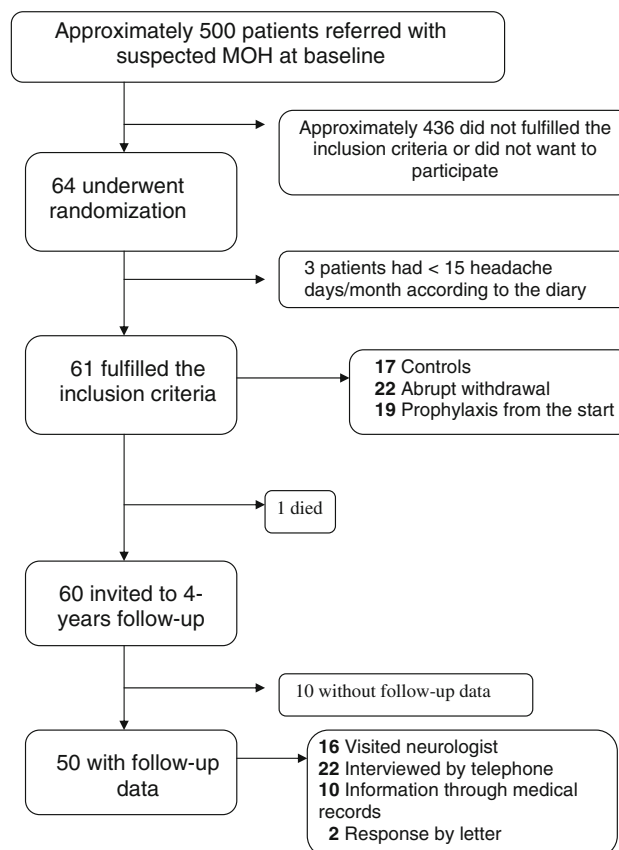 Approximately 500 patients referred with
suspected MOH at baseline
Approximately 436 did not fulfilled the
inclusion criteria or did not want to
participate
64 underwent
randomization
3 patients had < 15 headache
days/month according to the diary
61 fulfilled the
inclusion criteria
17 Controls
22 Abrupt withdrawal
19 Prophylaxis from the start
1 died
60 invited to 4-
years follow-up
10 without follow-up data
50 with follow-up
data
16 Visited neurologist
22 Interviewed by telephone
10 Information through medical
records
2 Response by letter